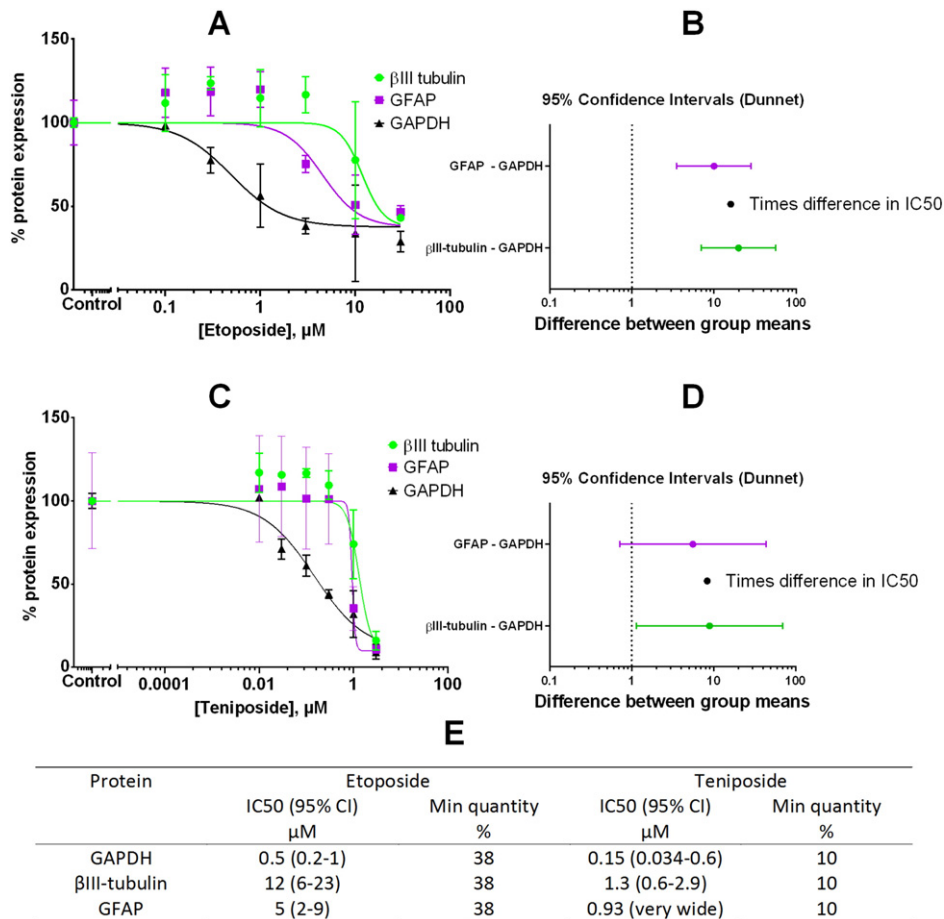 A
B
150
100
50
0
% protein expression
βIII tubulin
GFAP
GAPDH
Control
0.1
1
10
100
[Etoposide], µM
95% Confidence Intervals (Dunnet)
GFAP - GAPDH
Times difference in IC50
βIII-tubulin - GAPDH
0.1
1
10
100
Difference between group means
C
D
150
100
50
0
% protein expression
βIII tubulin
GFAP
GAPDH
Control
0.0001
0.01
1
100
[Teniposide], µM
95% Confidence Intervals (Dunnet)
GFAP - GAPDH
Times difference in IC50
βIII-tubulin - GAPDH
0.1
1
10
100
Difference between group means
E
Protein Etoposide Teniposide
IC50 (95% CI) Min quantity IC50 (95% CI) Min quantity
µM % µM %
GAPDH 0.5 (0.2-1) 38 0.15 (0.034-0.6) 10
βIII-tubulin 12 (6-23) 38 1.3 (0.6-2.9) 10
GFAP 5 (2-9) 38 0.93 (very wide) 10